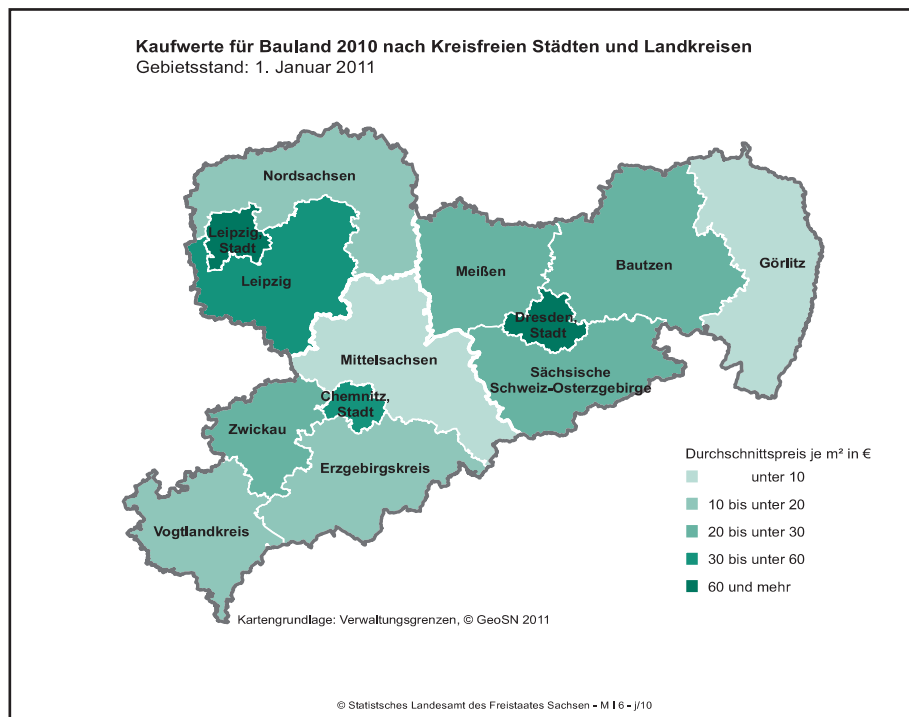 Kaufwerte für Bauland 2010 nach Kreisfreien Städten und Landkreisen
Gebietsstand: 1. Januar 2011
Nordsachsen
Leipzig,
Stadt
Leipzig
Meißen
Bautzen
Görlitz
Dresden,
Stadt
Mittelsachsen
Sächsische
Schweiz-Osterzgebirge
Chemnitz,
Stadt
Zwickau
Erzgebirgskreis
Vogtlandkreis
Durchschnittspreis je m² in €
unter 10
10 bis unter 20
20 bis unter 30
30 bis unter 60
60 und mehr
Kartengrundlage: Verwaltungsgrenzen, © GeoSN 2011
© Statistsches Landesamt des Freistaates Sachsen - M I 6 - j/10